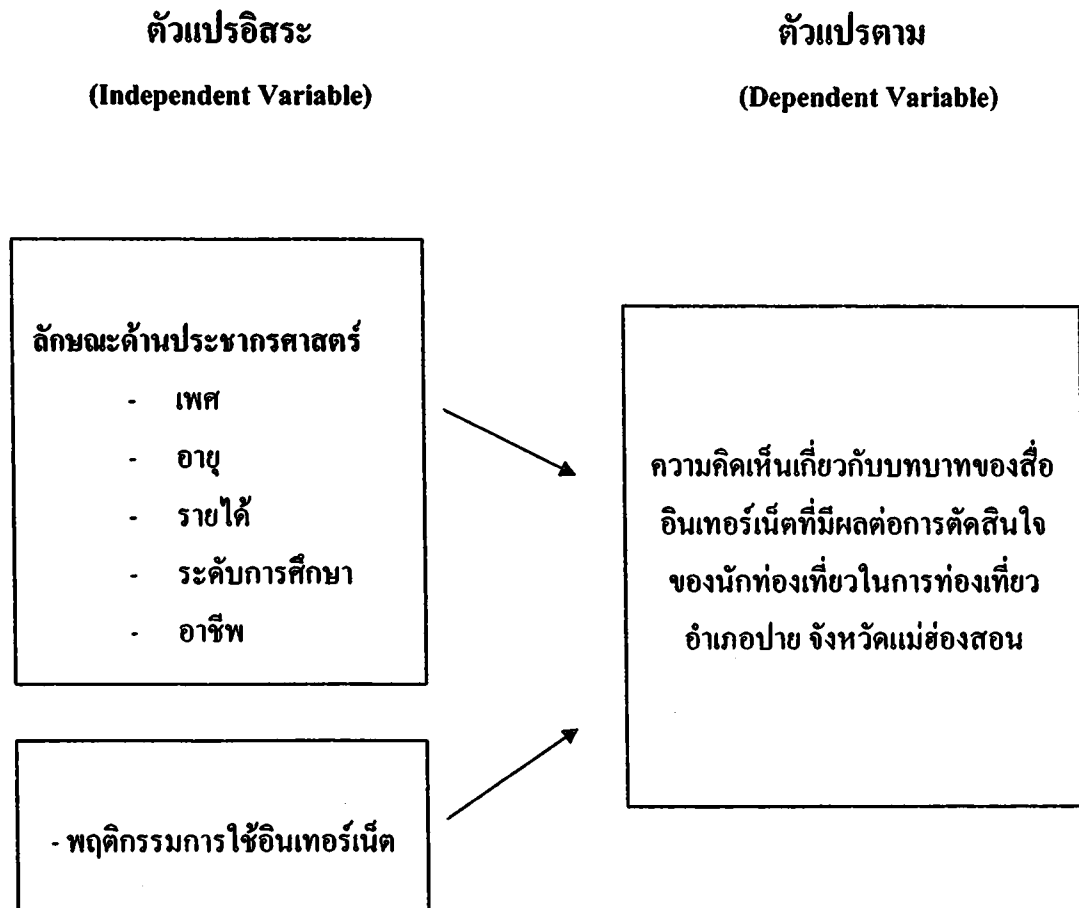 ตัวแปรอิสระ
(Independent Variable)
ตัวแปรตาม
(Dependent Variable)
ลักษณะด้านประชากรศาสตร์
- เพศ
- อายุ
- รายได้
- ระดับการศึกษา
- อาชีพ
- พฤติกรรมการใช้อินเทอร์เน็ต
ความคิดเห็นเกี่ยวกับบทบาทของสื่อ
อินเทอร์เน็ตที่มีผลต่อการตัดสินใจ
ของนักท่องเที่ยวในการท่องเที่ยว
อำเภอปาย จังหวัดแม่ฮ่องสอน